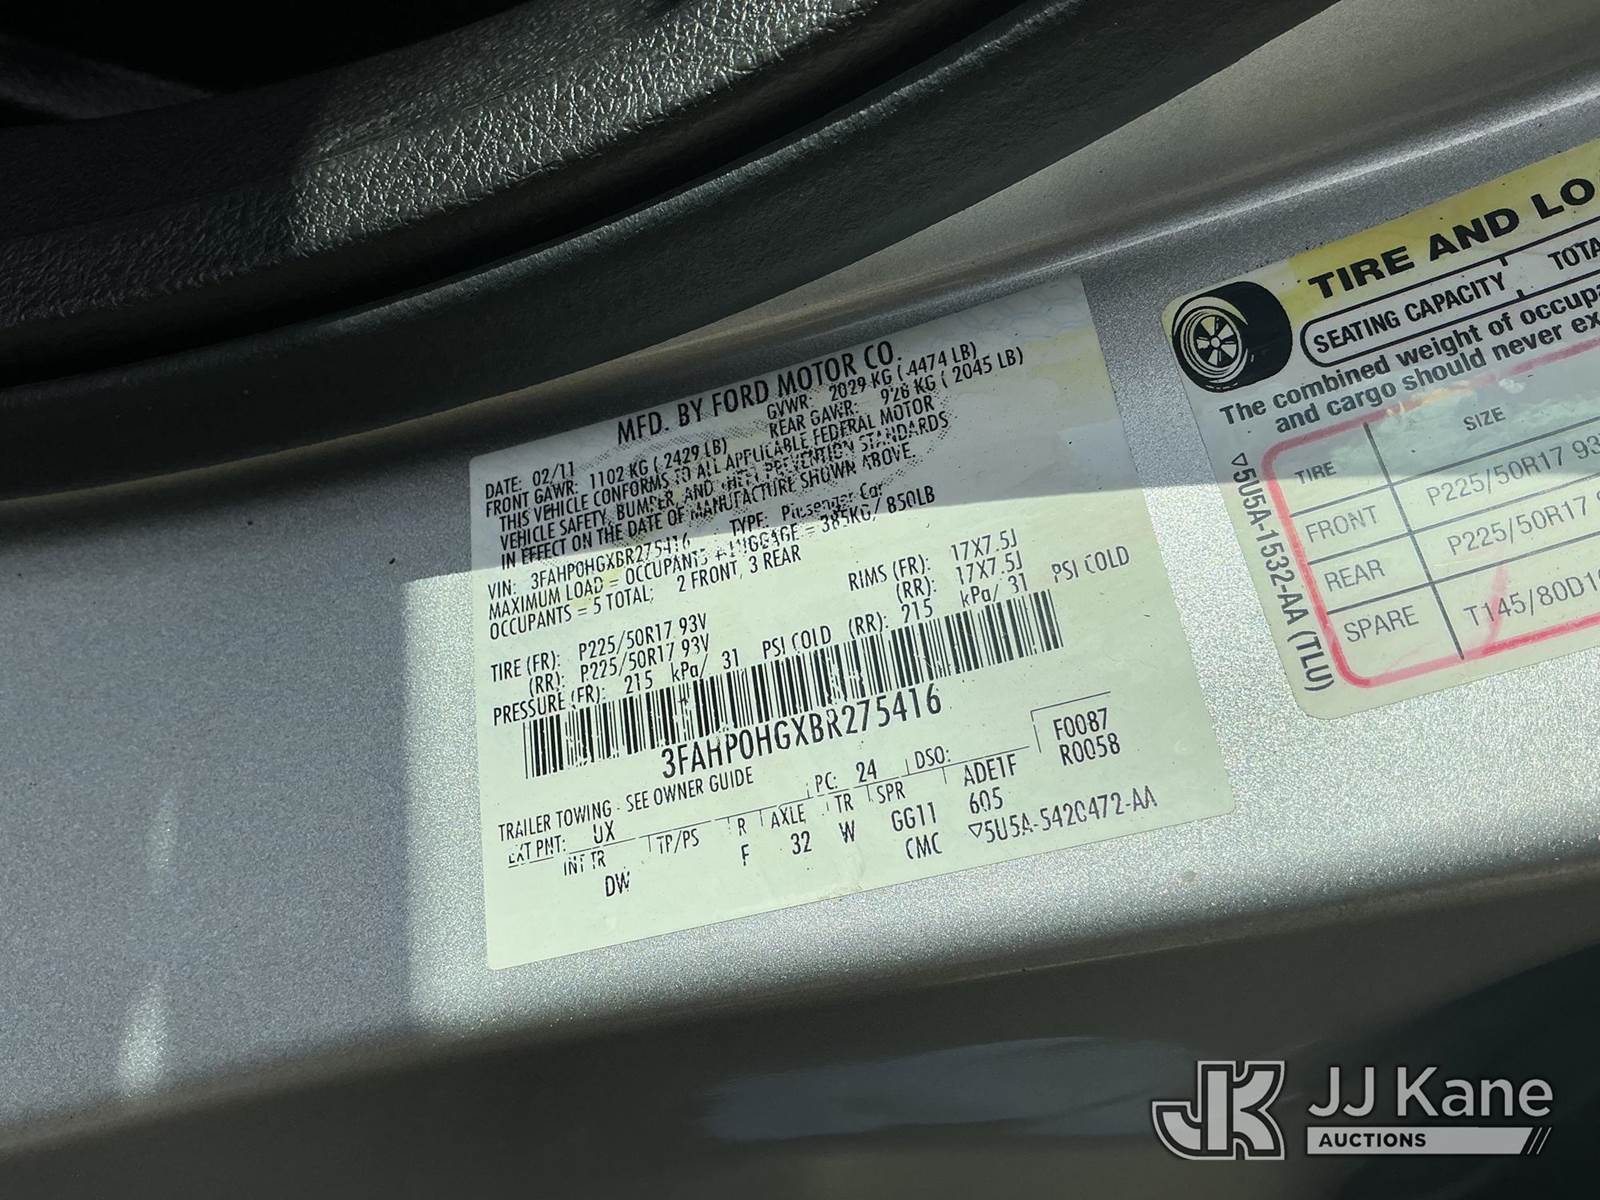 MFD. BY FORD MOTOR CO.
DATE: 02/11 GVWR: 2029 KG ( 4474 LB)
FRONT GAWR: 1102 KG ( 2429 LB) REAR GAWR: 928 KG ( 2045 LB)
THIS VEHICLE CONFORMS TO ALL APPLICABLE FEDERAL MOTOR
VEHICLE SAFETY, BUMPER, AND THEFT PREVENTION STANDARDS
IN EFFECT ON THE DATE OF MANUFACTURE SHOWN ABOVE.
VIN: 3FAHP0HGXBR275416 TYPE: Passenger Car
MAXIMUM LOAD = OCCUPANTS + LUGGAGE = 385KG/ 850LB
OCCUPANTS = 5 TOTAL; 2 FRONT, 3 REAR
TIRE (FR): P225/50R17 93V RIMS (FR): 17X7.5J
(RR): P225/50R17 93V (RR): 17X7.5J
PRESSURE (FR): 215 kPa/ 31 PSI COLD (RR): 215 kPa/ 31 PSI COLD
3FAHP0HGXBR275416
TRAILER TOWING - SEE OWNER GUIDE
F0087
R0058
EXT PNT: UX PC: 24 DSO:
INT TR TP/PS R AXLE TR SPR ADETF
DW F 32 W GG11 605
CMC ▽5U5A-5420472-AA
TIRE AND LO
SEATING CAPACITY TOTA
The combined weight of occupa
and cargo should never ex
TIRE SIZE
FRONT P225/50R17 93
REAR P225/50R17 9
SPARE T145/80D1
▽5U5A-1532-AA (TLU)
JK JJ Kane
AUCTIONS